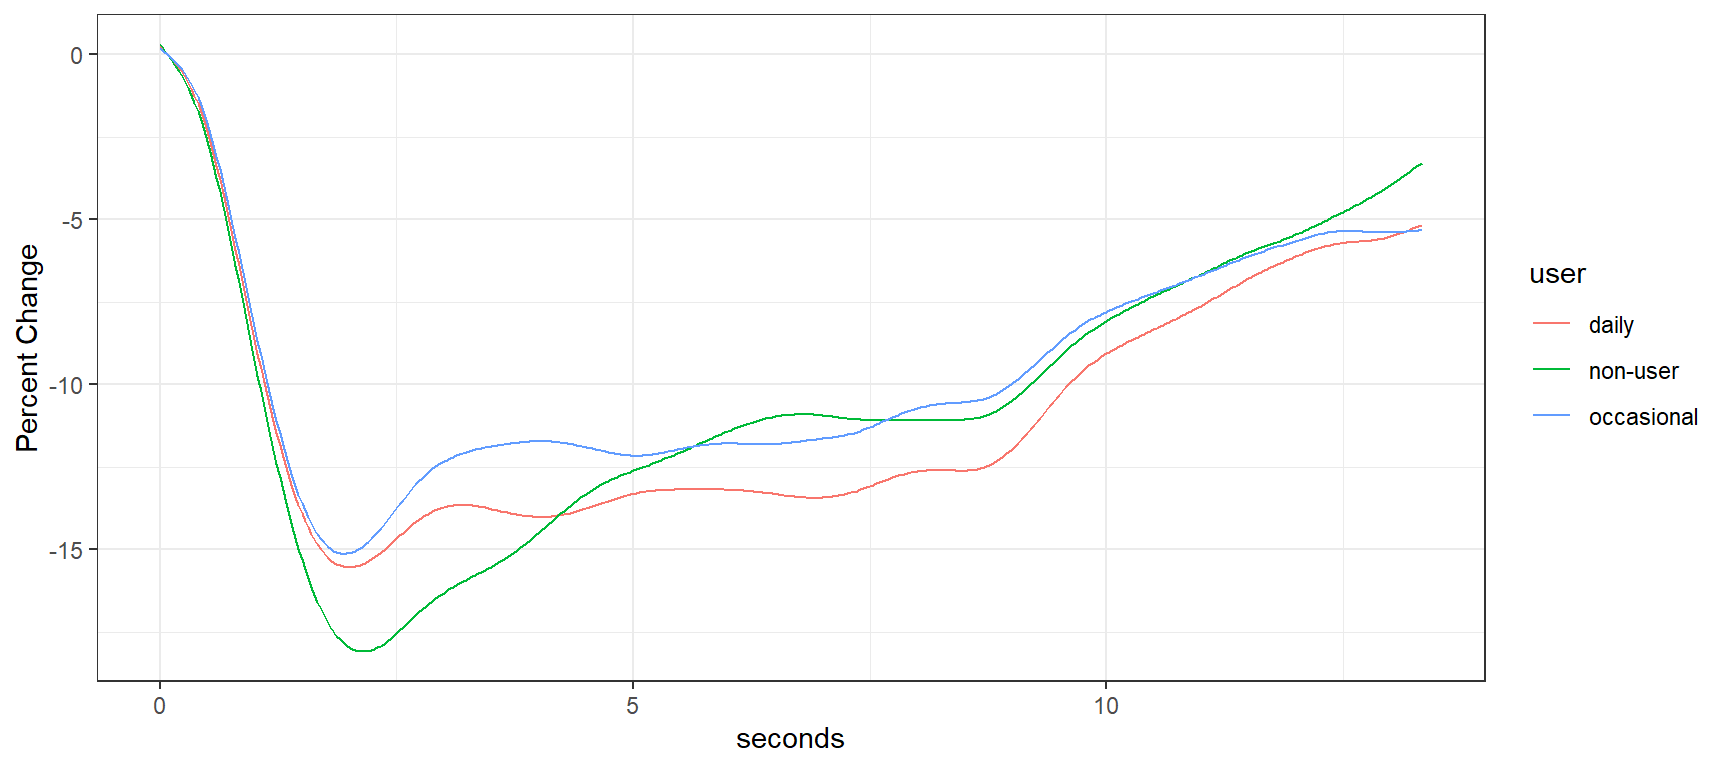 0
-5
-10
-15
Percent Change
0 5 10
seconds
user
daily
non-user
occasional